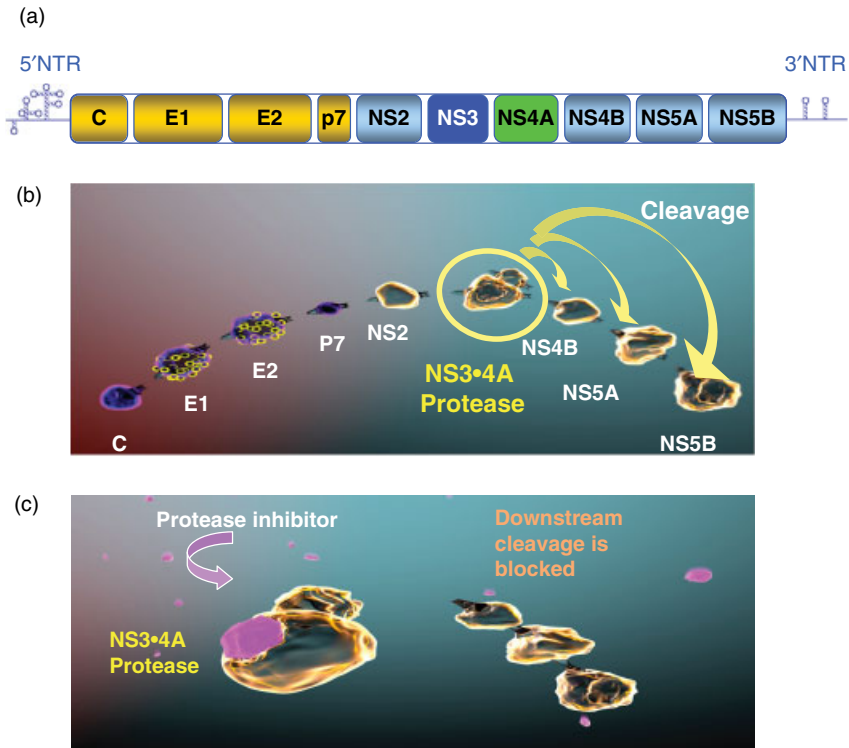 (a)
5′NTR
3′NTR
C E1 E2 p7 NS2 NS3 NS4A NS4B NS5A NS5B
(b)
Cleavage
C
E1
E2
P7
NS2
NS3•4A
Protease
NS4B
NS5A
NS5B
(c)
Protease inhibitor
NS3•4A
Protease
Downstream
cleavage is
blocked